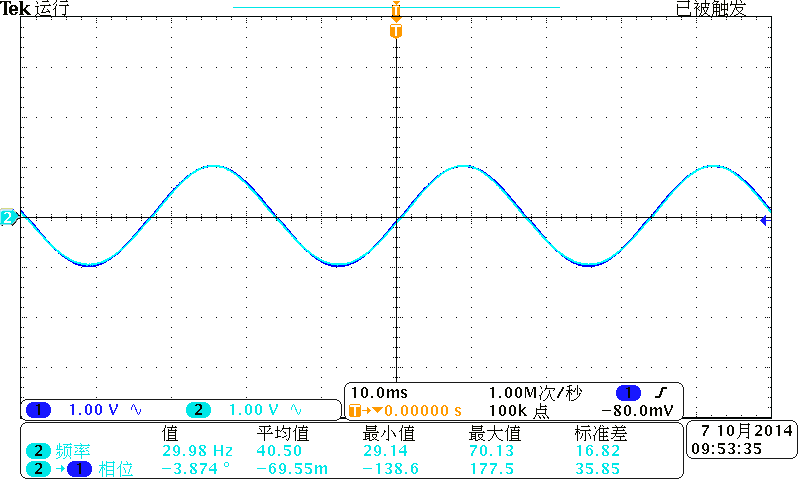 Tek 运行 已被触发
T
T
2
1 1.00 V 2 1.00 V
10.0ms 1.00M次/秒 1
T 0.00000 s 100k 点 −80.0mV
值 平均值 最小值 最大值 标准差
2 频率 29.98 Hz 40.50 29.14 70.13 16.82
2 → 1 相位 −3.874 ° −69.55m −138.6 177.5 35.85
7 10月2014
09:53:35